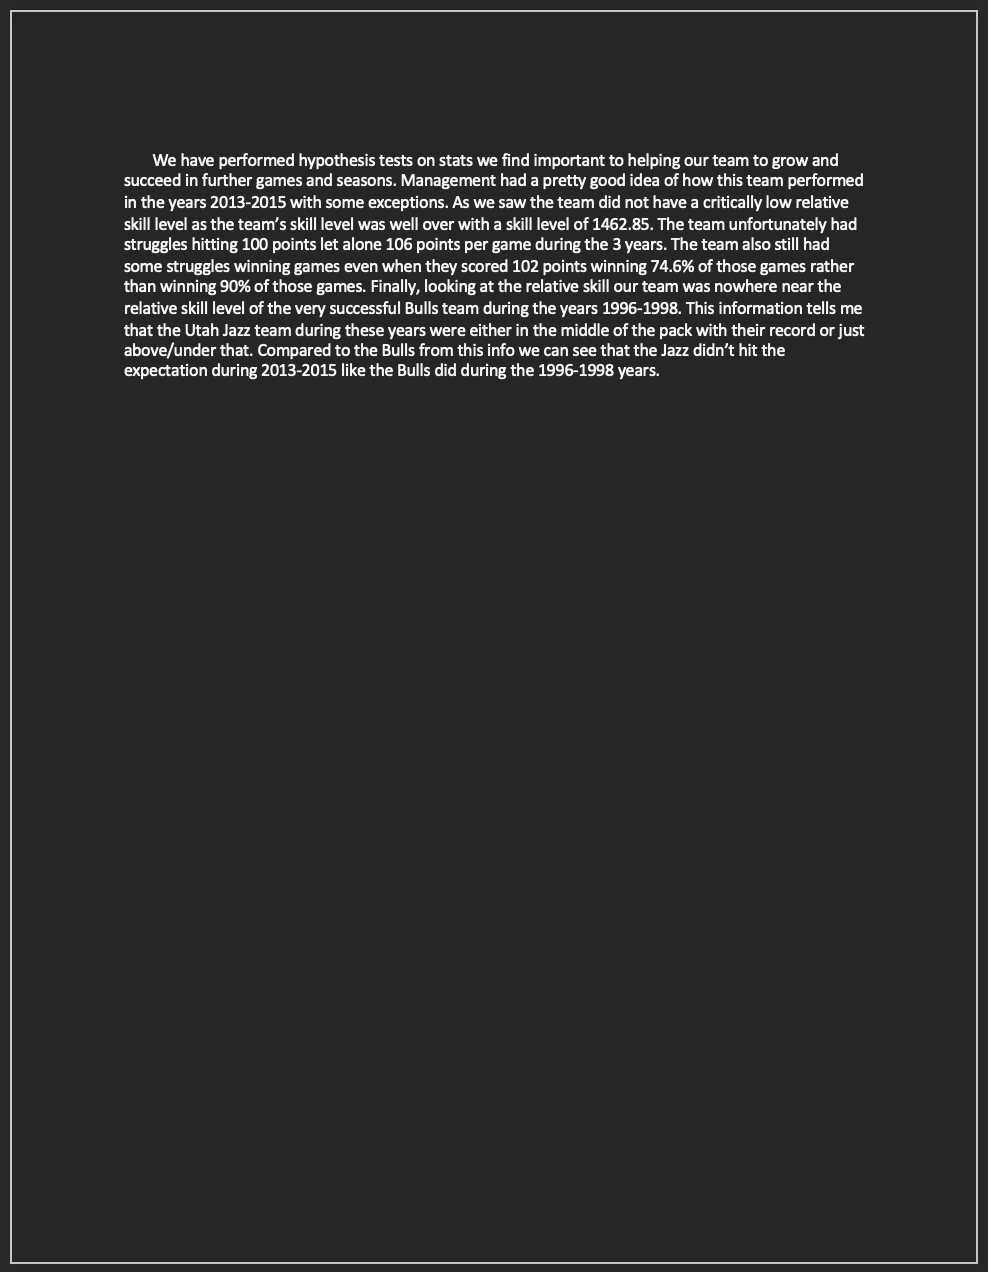 We have performed hypothesis tests on stats we find important to helping our team to grow and
succeed in further games and seasons. Management had a pretty good idea of how this team performed
in the years 2013-2015 with some exceptions. As we saw the team did not have a critically low relative
skill level as the team’s skill level was well over with a skill level of 1462.85. The team unfortunately had
struggles hitting 100 points let alone 106 points per game during the 3 years. The team also still had
some struggles winning games even when they scored 102 points winning 74.6% of those games rather
than winning 90% of those games. Finally, looking at the relative skill our team was nowhere near the
relative skill level of the very successful Bulls team during the years 1996-1998. This information tells me
that the Utah Jazz team during these years were either in the middle of the pack with their record or just
above/under that. Compared to the Bulls from this info we can see that the Jazz didn’t hit the
expectation during 2013-2015 like the Bulls did during the 1996-1998 years.